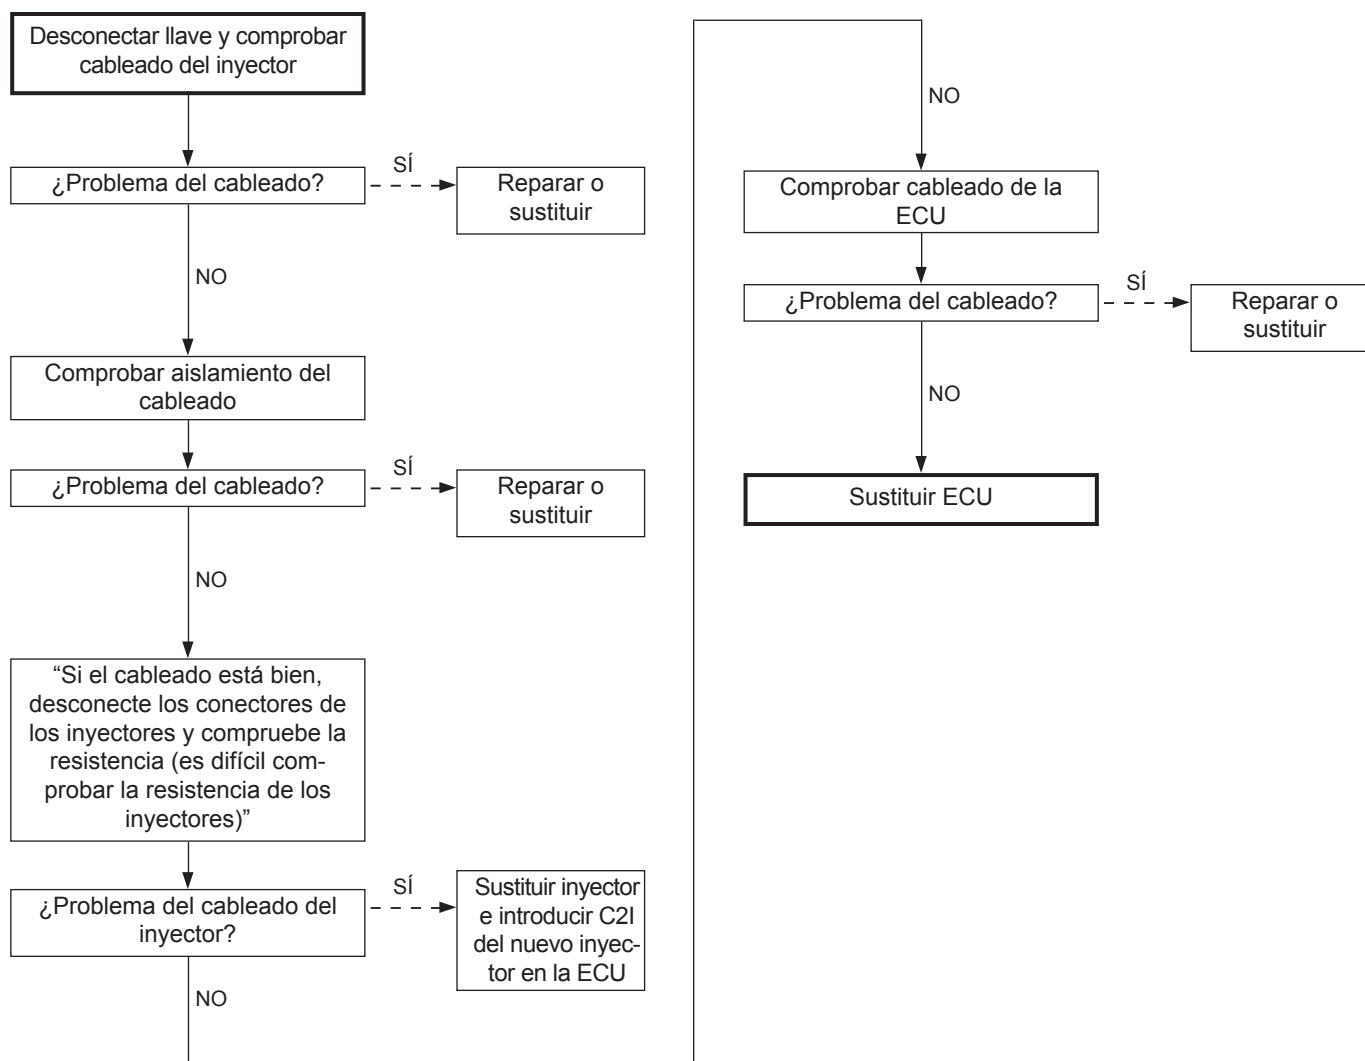 Desconectar llave y comprobar
cableado del inyector
¿Problema del cableado?
SÍ
Reparar o
sustituir
NO
Comprobar aislamiento del
cableado
¿Problema del cableado?
SÍ
Reparar o
sustituir
NO
“Si el cableado está bien,
desconecte los conectores de
los inyectores y compruebe la
resistencia (es difícil com-
probar la resistencia de los
inyectores)”
¿Problema del cableado del
inyector?
SÍ
Sustituir inyector
e introducir C2I
del nuevo inyec-
tor en la ECU
NO
NO
Comprobar cableado de la
ECU
¿Problema del cableado?
SÍ
Reparar o
sustituir
NO
Sustituir ECU